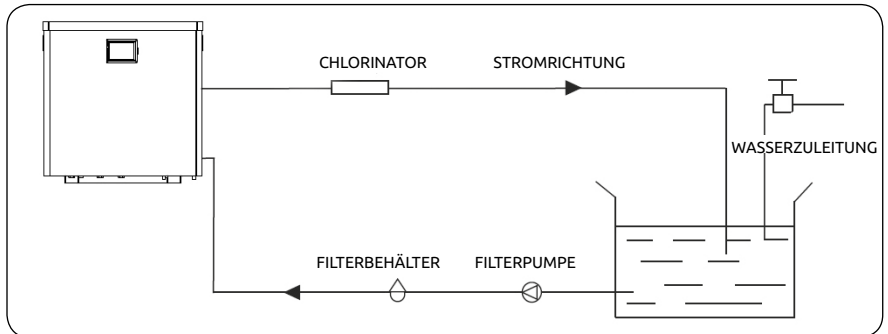 CHLORINATOR
STROMRICHTUNG
WASSERZULEITUNG
FILTERBEHÄLTER
FILTERPUMPE